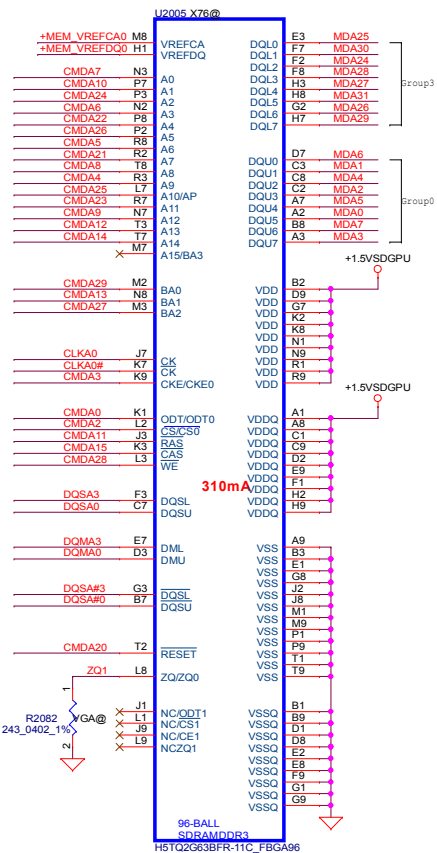 U2005 X76@
+MEM_VREFCA0 M8 VREFCA
+MEM_VREFDQ0 H1 VREFDQ
CMDA7 N3 A0
CMDA10 P7 A1
CMDA24 P3 A2
CMDA6 N2 A3
CMDA22 P8 A4
CMDA26 P2 A5
CMDA5 R8 A6
CMDA21 R2 A7
CMDA8 T8 A8
CMDA4 R3 A9
CMDA25 L7 A10/AP
CMDA23 R7 A11
CMDA9 N7 A12
CMDA12 T3 A13
CMDA14 T7 A14
M7 A15/BA3
CMDA29 M2 BA0
CMDA13 N8 BA1
CMDA27 M3 BA2
CLKA0 J7 CK
CLKA0# K7 CK
CMDA3 K9 CKE/CKE0
CMDA0 K1 ODT/ODT0
CMDA2 L2 CS/CS0
CMDA11 J3 RAS
CMDA15 K3 CAS
CMDA28 L3 WE
DQSA3 F3 DQSL
DQSA0 C7 DQSU
DQMA3 E7 DML
DQMA0 D3 DMU
DQSA#3 G3 DQSL
DQSA#0 B7 DQSU
CMDA20 T2 RESET
ZQ1 L8 ZQ/ZQ0
J1 NC/ODT1
L1 NC/CS1
J9 NC/CE1
L9 NCZQ1
1
R2082 VGA@
243_0402_1%
2
DQL0 E3 MDA25
DQL1 F7 MDA30
DQL2 F2 MDA24
DQL3 F8 MDA28
DQL4 H3 MDA27
DQL5 H8 MDA31
DQL6 G2 MDA26
DQL7 H7 MDA29
Group3
DQU0 D7 MDA6
DQU1 C3 MDA1
DQU2 C8 MDA4
DQU3 C2 MDA2
DQU4 A7 MDA5
DQU5 A2 MDA0
DQU6 B8 MDA7
DQU7 A3 MDA3
Group0
+1.5VSDGPU
VDD B2
VDD D9
VDD G7
VDD K2
VDD K8
VDD N1
VDD N9
VDD R1
VDD R9
+1.5VSDGPU
VDDQ A1
VDDQ A8
VDDQ C1
VDDQ C9
VDDQ D2
VDDQ E9
VDDQ F1
VDDQ H2
VDDQ H9
310mA
VSS A9
VSS B3
VSS E1
VSS G8
VSS J2
VSS J8
VSS M1
VSS M9
VSS P1
VSS P9
VSS T1
VSS T9
VSSQ B1
VSSQ B9
VSSQ D1
VSSQ D8
VSSQ E2
VSSQ E8
VSSQ F9
VSSQ G1
VSSQ G9
96-BALL
SDRAMDDR3
H5TQ2G63BFR-11C_FBGA96